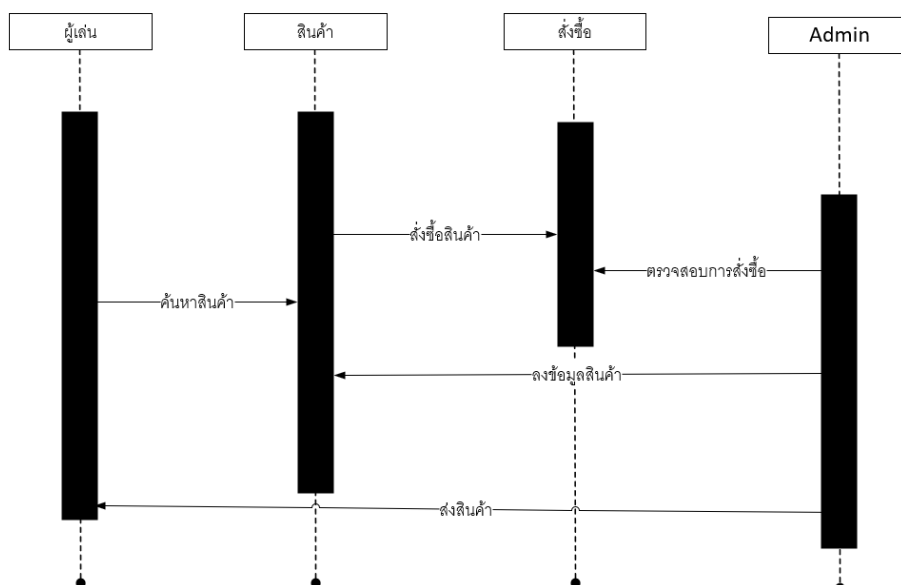 ผู้เล่น
สินค้า
สั่งซื้อ
Admin
สั่งซื้อสินค้า
ตรวจสอบการสั่งซื้อ
ค้นหาสินค้า
ลงข้อมูลสินค้า
ส่งสินค้า